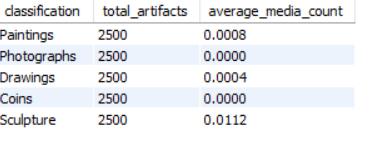 classification total_artifacts average_media_count
Paintings 2500 0.0008
Photographs 2500 0.0000
Drawings 2500 0.0004
Coins 2500 0.0000
Sculpture 2500 0.0112